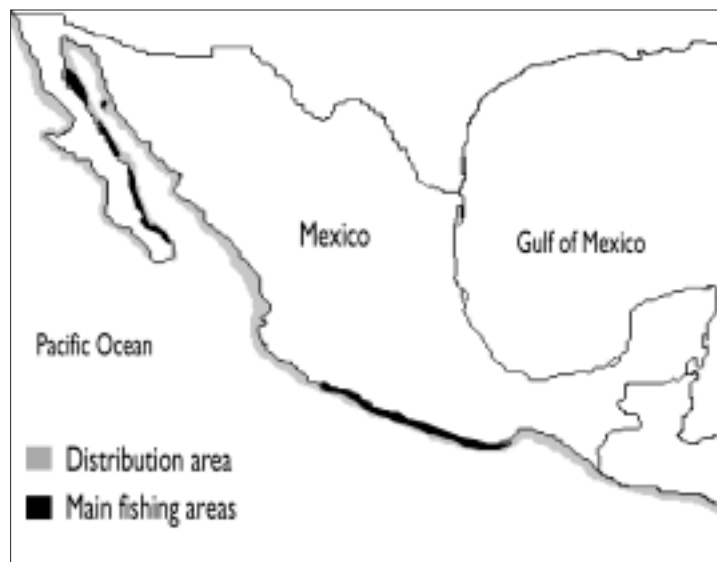 Mexico
Gulf of Mexico
Pacific Ocean
Distribution area
Main fishing areas